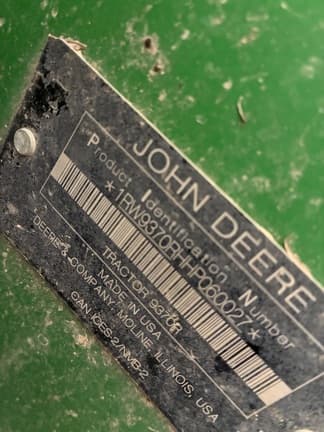 JOHN DEERE
Product Identification Number
*1RW9370RHHP060027*
TRACTOR 9370R
MADE IN USA
DEERE & COMPANY MOLINE, ILLINOIS, USA
CAN ICES-2/NMB-2